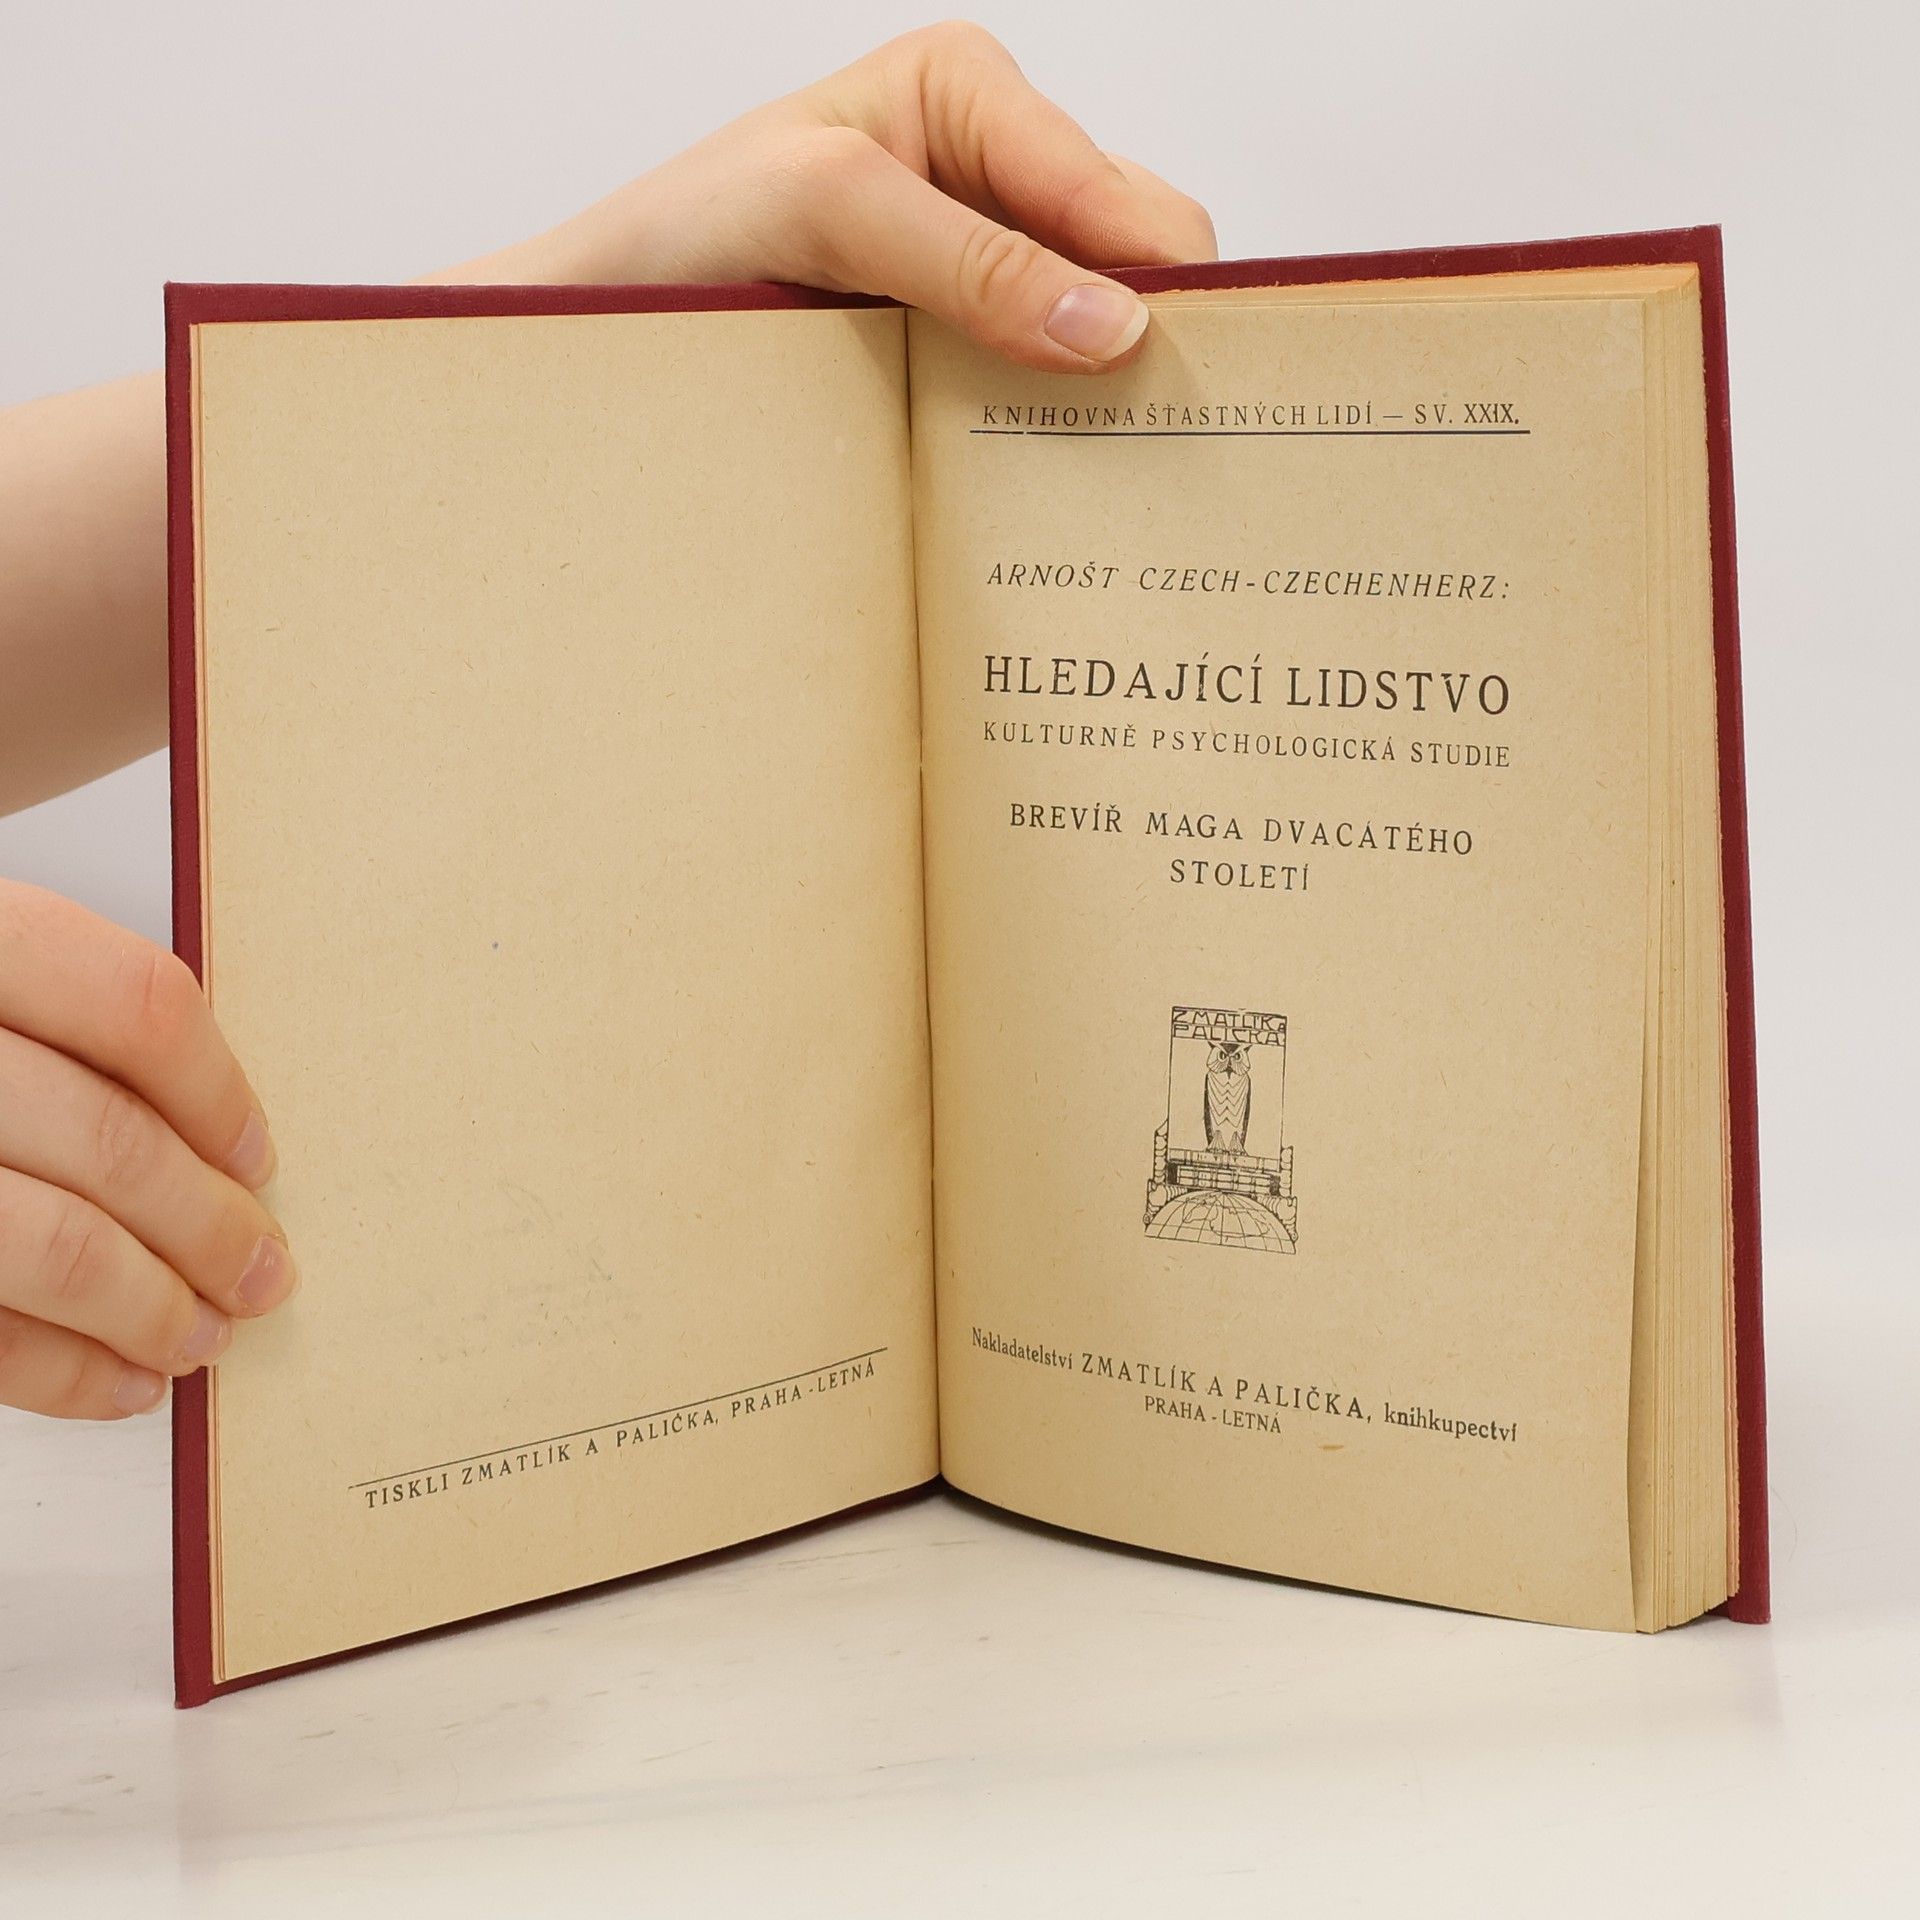 TISKLI ZMATLÍK A PALIČKA, PRAHA-LETNÁ
KNIHOVNA ŠŤASTNÝCH LIDÍ — SV. XXIX.
ARNOŠT CZECH-CZECHENHERZ:
HLEDAJÍCÍ LIDSTVO
KULTURNĚ PSYCHOLOGICKÁ STUDIE
BREVÍŘ MAGA DVACÁTÉHO
STOLETÍ
ZMATLÍK A
PALIČKA
Nakladatelství ZMATLÍK A PALIČKA, knihkupectví
PRAHA-LETNÁ